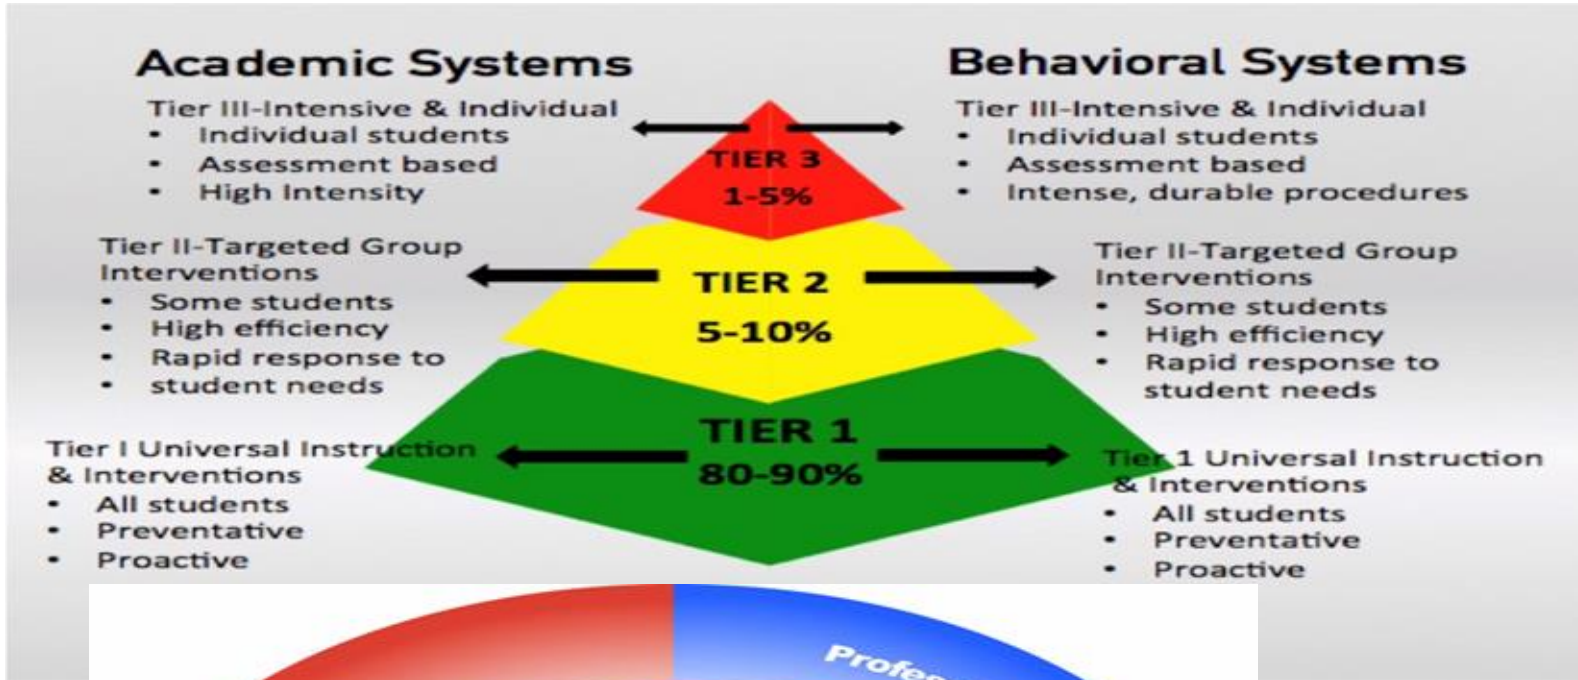 Academic Systems
Tier III-Intensive & Individual
• Individual students
• Assessment based
• High Intensity
Tier II-Targeted Group
Interventions
• Some students
• High efficiency
• Rapid response to
• student needs
Tier I Universal Instruction
& Interventions
• All students
• Preventative
• Proactive
TIER 3
1-5%
TIER 2
5-10%
TIER 1
80-90%
Behavioral Systems
Tier III-Intensive & Individual
• Individual students
• Assessment based
• Intense, durable procedures
Tier II-Targeted Group
Interventions
• Some students
• High efficiency
• Rapid response to
student needs
Tier 1 Universal Instruction
& Interventions
• All students
• Preventative
• Proactive